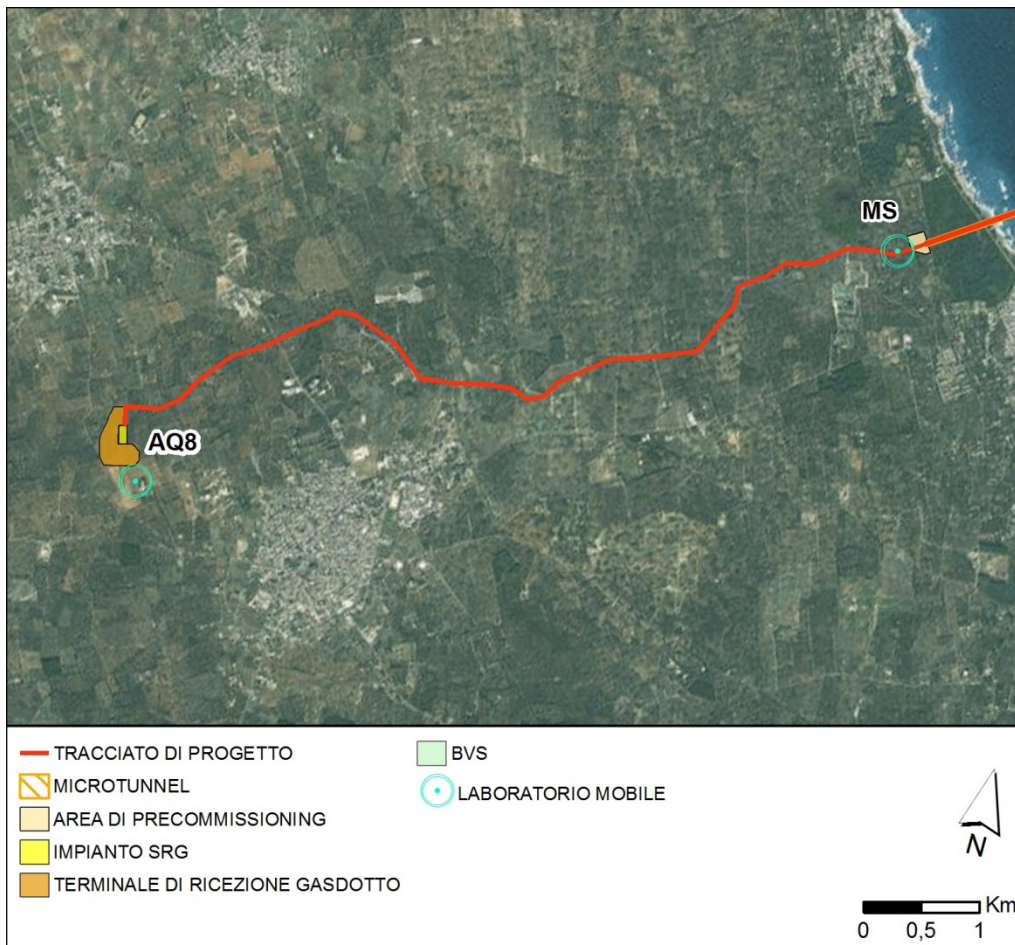 MS
AQ8
TRACCIATO DI PROGETTO
MICROTUNNEL
AREA DI PRECOMMISSIONING
IMPIANTO SRG
TERMINALE DI RICEZIONE GASDOTTO
BVS
LABORATORIO MOBILE
N
Km
0 0,5 1